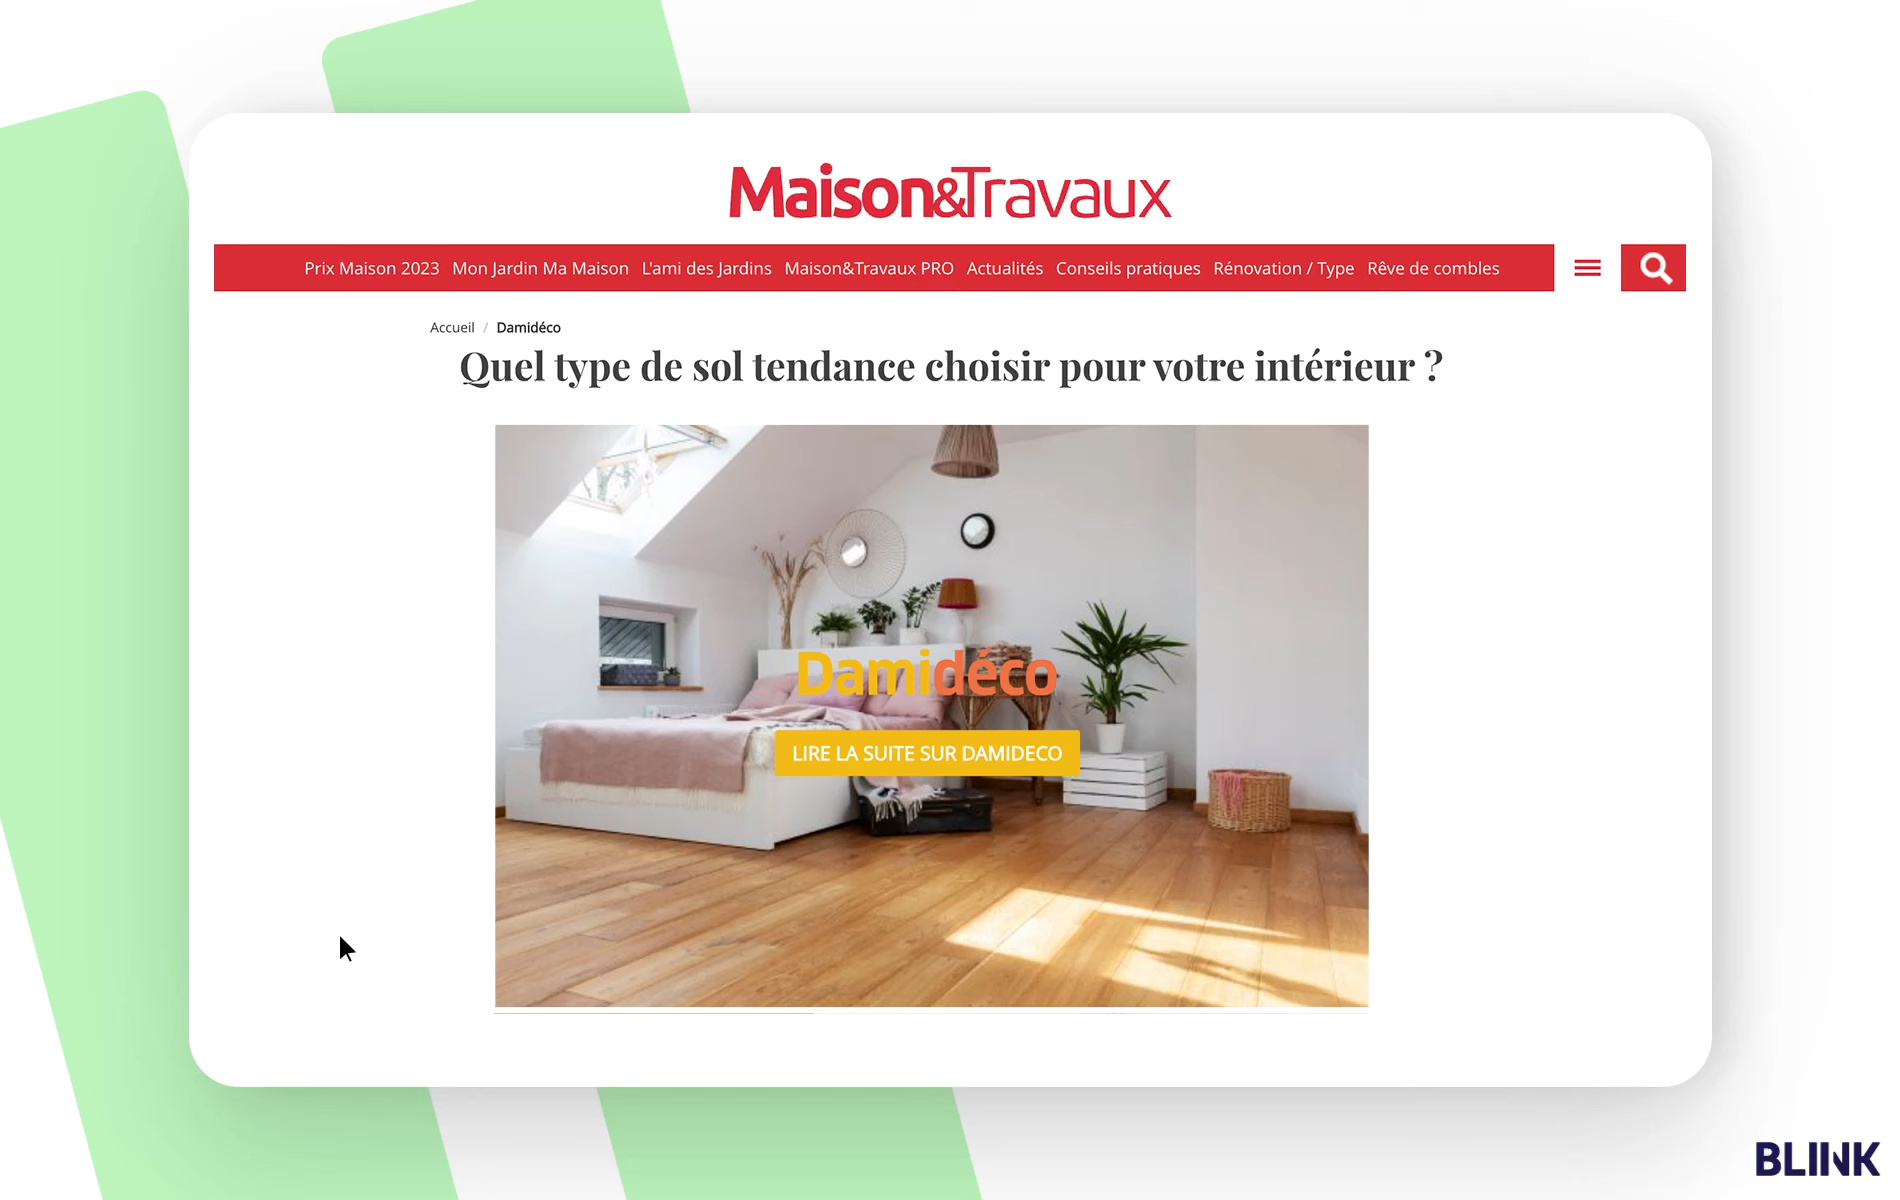 Maison&Travaux
Prix Maison 2023 Mon Jardin Ma Maison L'ami des Jardins Maison&Travaux PRO Actualités Conseils pratiques Rénovation / Type Rêve de combles
Accueil / Damidéco
Quel type de sol tendance choisir pour votre intérieur ?
Damidéco
LIRE LA SUITE SUR DAMIDECO
BLIINK